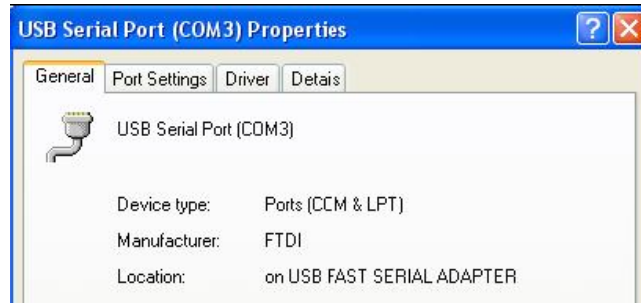 USB Serial Port (COM3) Properties
General Port Settings Driver Detais
USB Serial Port (COM3)
Device type: Ports (CCM & LPT)
Manufacturer: FTDI
Location: on USB FAST SERIAL ADAPTER